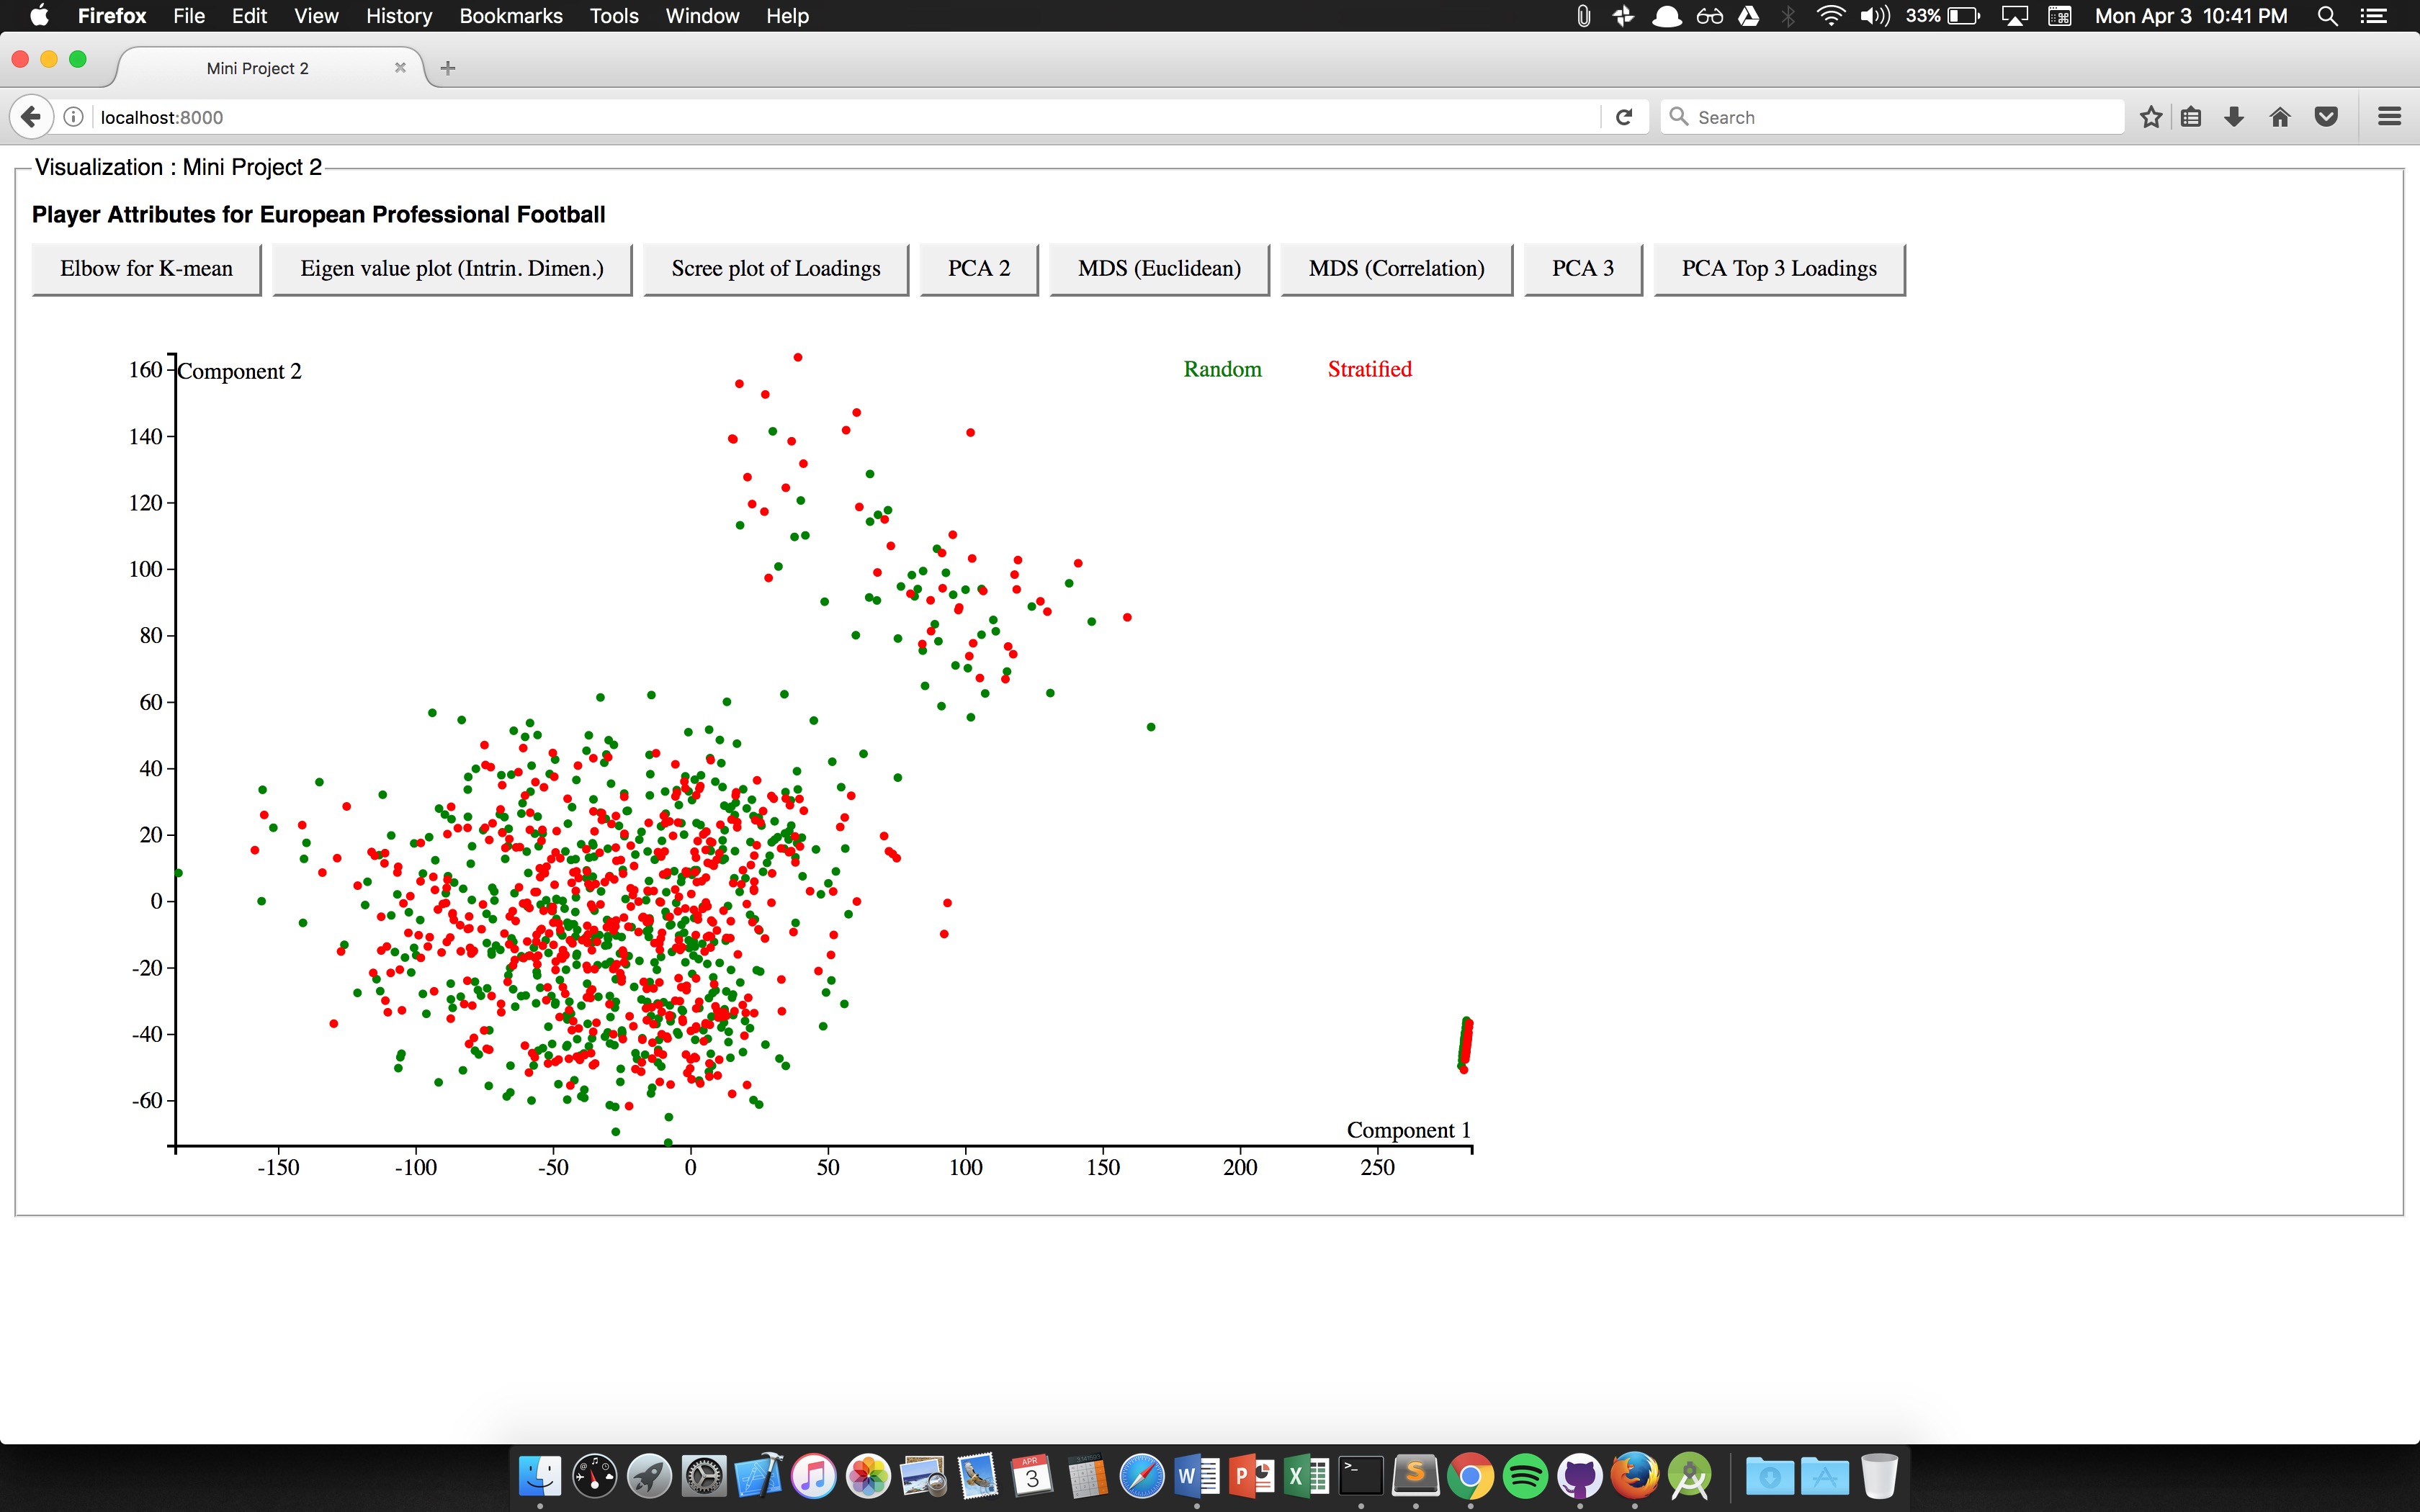 Firefox File Edit View History Bookmarks Tools Window Help 33% Mon Apr 3 10:41 PM
Mini Project 2
localhost:8000 Search
Visualization : Mini Project 2
Player Attributes for European Professional Football
Elbow for K-mean Eigen value plot (Intrin. Dimen.) Scree plot of Loadings PCA 2 MDS (Euclidean) MDS (Correlation) PCA 3 PCA Top 3 Loadings
160 Component 2 Random Stratified
140
120
100
80
60
40
20
0
-20
-40
-60
Component 1
-150 -100 -50 0 50 100 150 200 250
APR
3
W P X >_ S